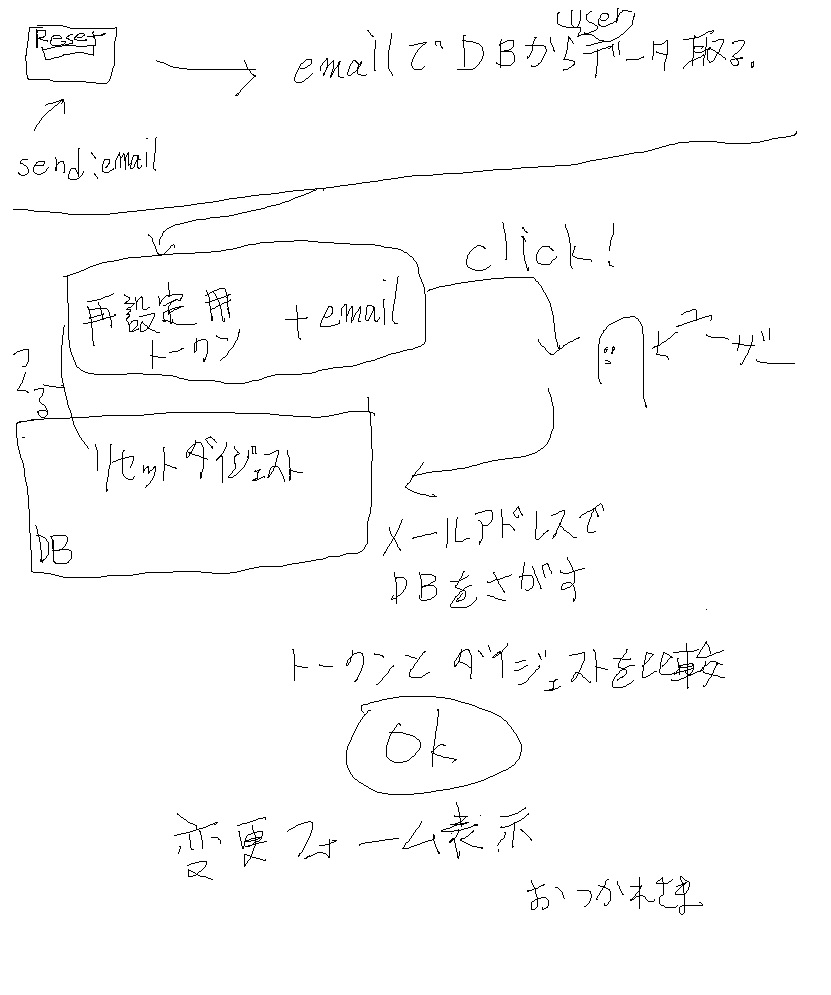 Reset
user
emailでDBからデータ取る.
send:email
click!
再設定用
トークン
+email
ビューザー
つくる
リセットダイジェスト
DB
メールアドレスで
DBをさがす
トークンとダイジェストを比較
Ok
変更フォーム表示
おつかれさま